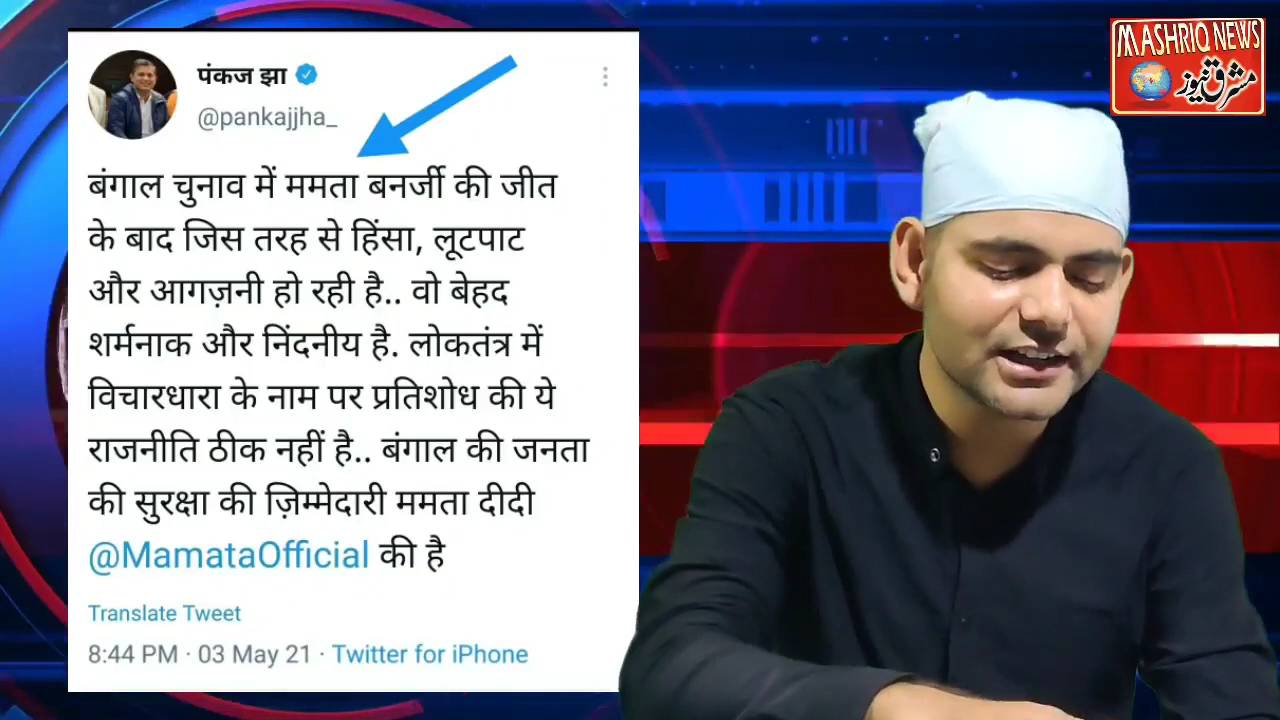 पंकज झा
@pankajjha_
बंगाल चुनाव में ममता बनर्जी की जीत
के बाद जिस तरह से हिंसा, लूटपाट
और आगज़नी हो रही है.. वो बेहद
शर्मनाक और निंदनीय है. लोकतंत्र में
विचारधारा के नाम पर प्रतिशोध की ये
राजनीति ठीक नहीं है.. बंगाल की जनता
की सुरक्षा की ज़िम्मेदारी ममता दीदी
@MamataOfficial की है
Translate Tweet
8:44 PM · 03 May 21 · Twitter for iPhone
MASHRIQ NEWS
مشرق نیوز